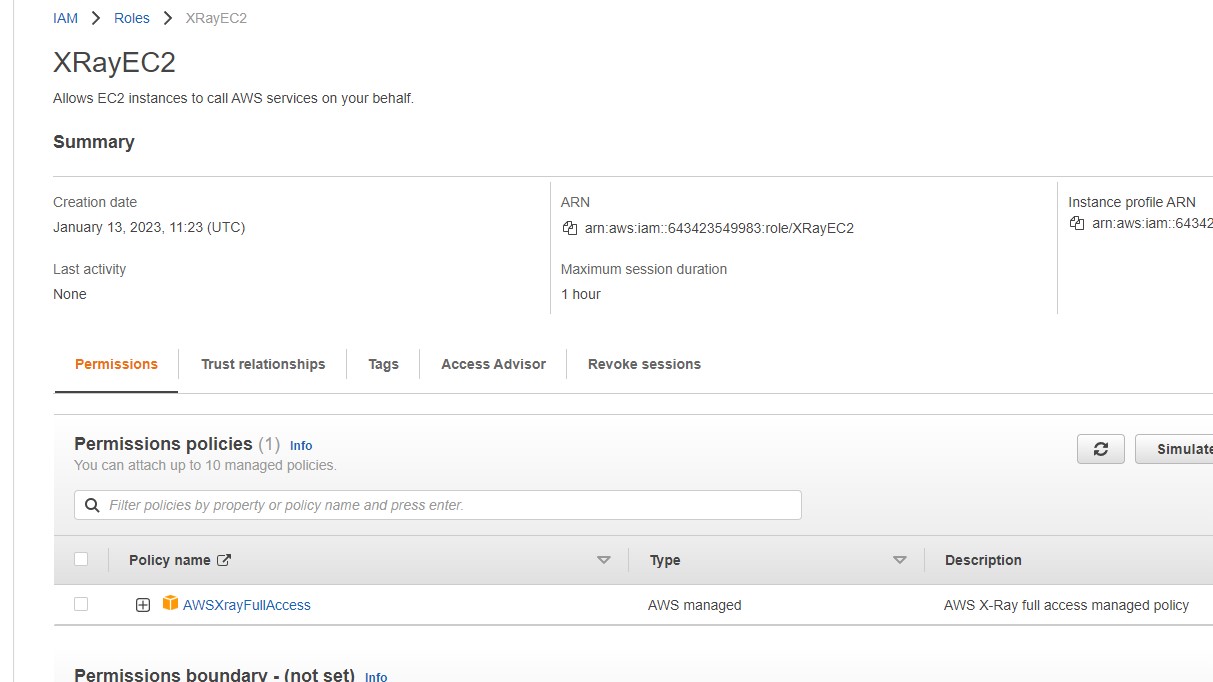 IAM > Roles > XRayEC2
XRayEC2
Allows EC2 instances to call AWS services on your behalf.
Summary
Creation date
January 13, 2023, 11:23 (UTC)
ARN
arn:aws:iam::643423549983:role/XRayEC2
Instance profile ARN
arn:aws:iam::64342
Last activity
None
Maximum session duration
1 hour
Permissions Trust relationships Tags Access Advisor Revoke sessions
Permissions policies (1) Info
You can attach up to 10 managed policies.
Simulate
Filter policies by property or policy name and press enter.
Policy name Type Description
AWSXrayFullAccess AWS managed AWS X-Ray full access managed policy
Permissions boundary - (not set) Info